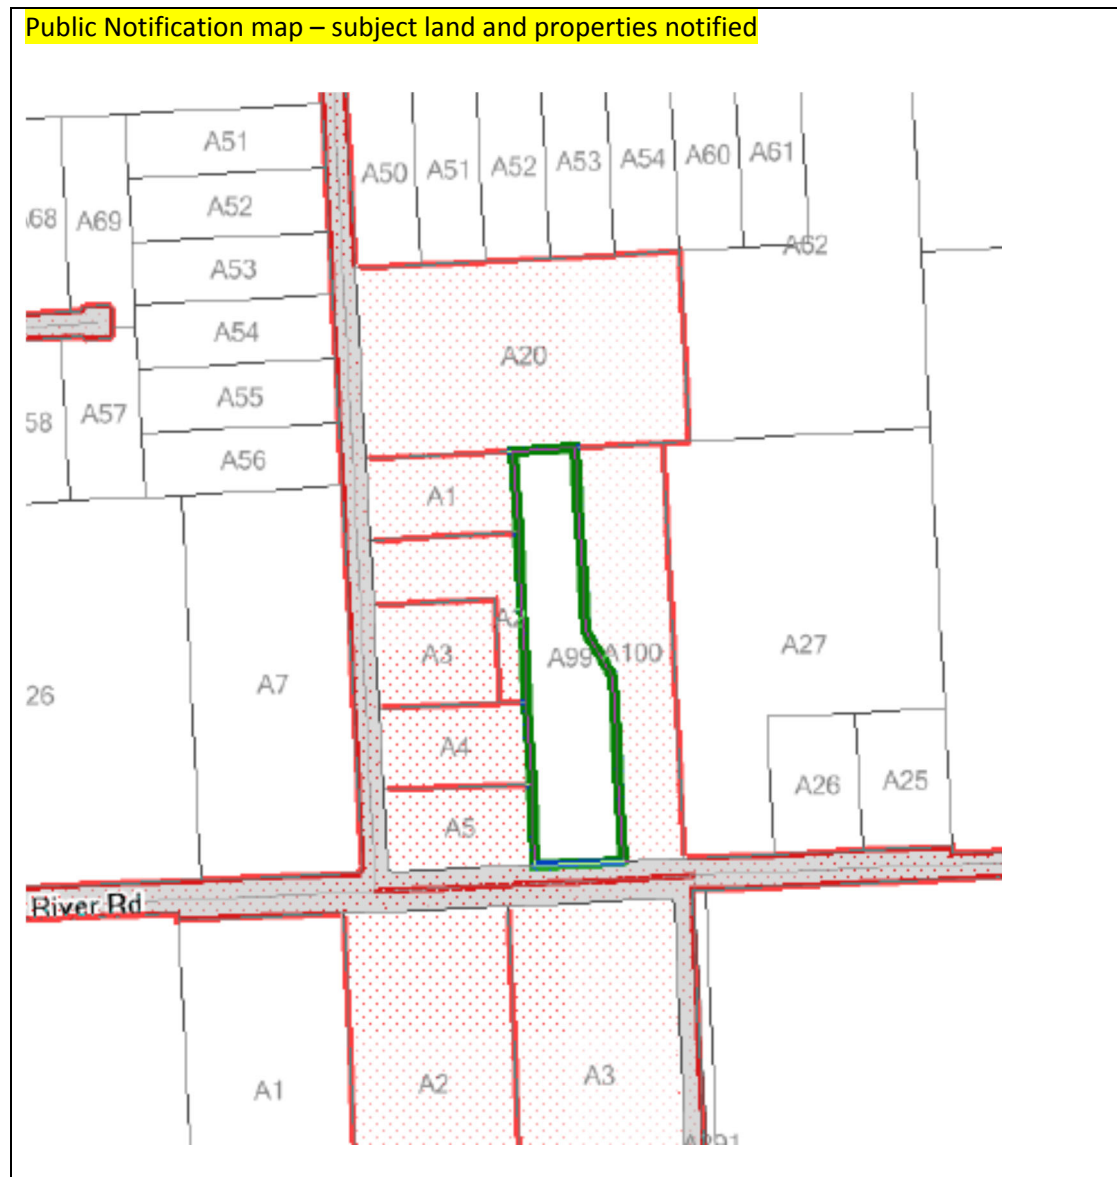 Public Notification map – subject land and properties notified
A51
A50
A51
A52
A53
A54
A60
A61
A68
A69
A52
A62
A53
A54
A20
A55
58
A57
A56
A1
A2
A3
A99
A100
A27
26
A7
A4
A26
A25
A5
River Rd
A1
A2
A3